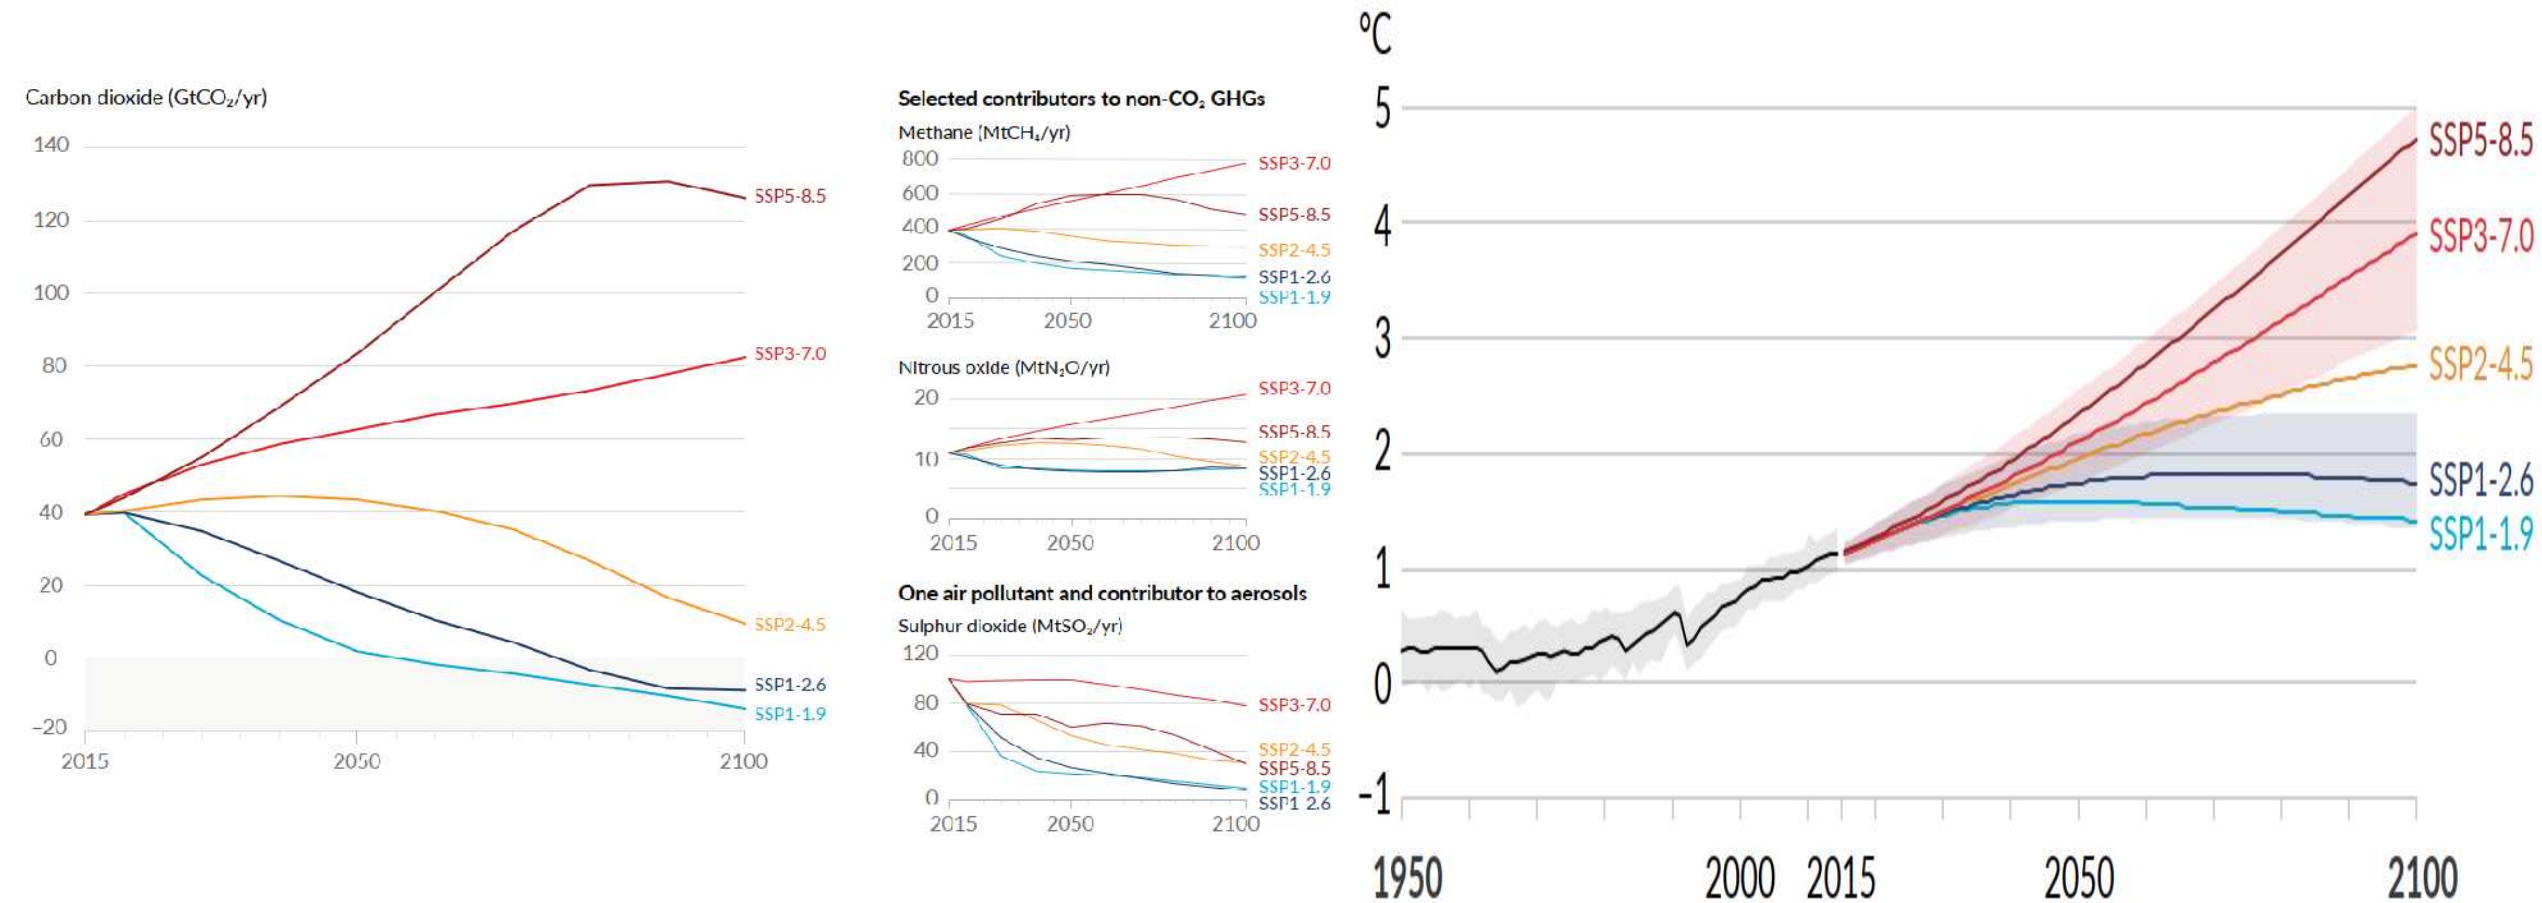 Carbon dioxide (GtCO₂/yr)
140
120
100
80
60
40
20
0
−20
2015 2050 2100
SSP5-8.5
SSP3-7.0
SSP2-4.5
SSP1-2.6
SSP1-1.9
Selected contributors to non-CO₂ GHGs
Methane (MtCH₄/yr)
800
600
400
200
0
2015 2050 2100
SSP3-7.0
SSP5-8.5
SSP2-4.5
SSP1-2.6
SSP1-1.9
Nitrous oxide (MtN₂O/yr)
20
10
0
2015 2050 2100
SSP3-7.0
SSP5-8.5
SSP2-4.5
SSP1-2.6
SSP1-1.9
One air pollutant and contributor to aerosols
Sulphur dioxide (MtSO₂/yr)
120
80
40
0
2015 2050 2100
SSP3-7.0
SSP2-4.5
SSP5-8.5
SSP1-1.9
SSP1-2.6
°C
5
4
3
2
1
0
−1
1950 2000 2015 2050 2100
SSP5-8.5
SSP3-7.0
SSP2-4.5
SSP1-2.6
SSP1-1.9